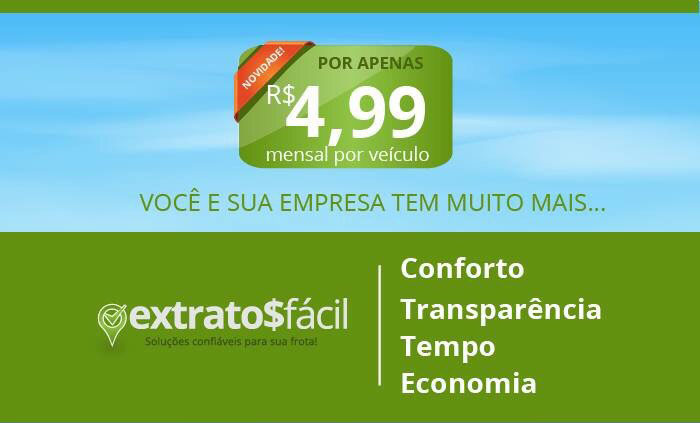 NOVIDADE!
POR APENAS
R$4,99
mensal por veículo
VOCÊ E SUA EMPRESA TEM MUITO MAIS...
extrato$fácil
Soluções confiáveis para sua frota!
Conforto
Transparência
Tempo
Economia